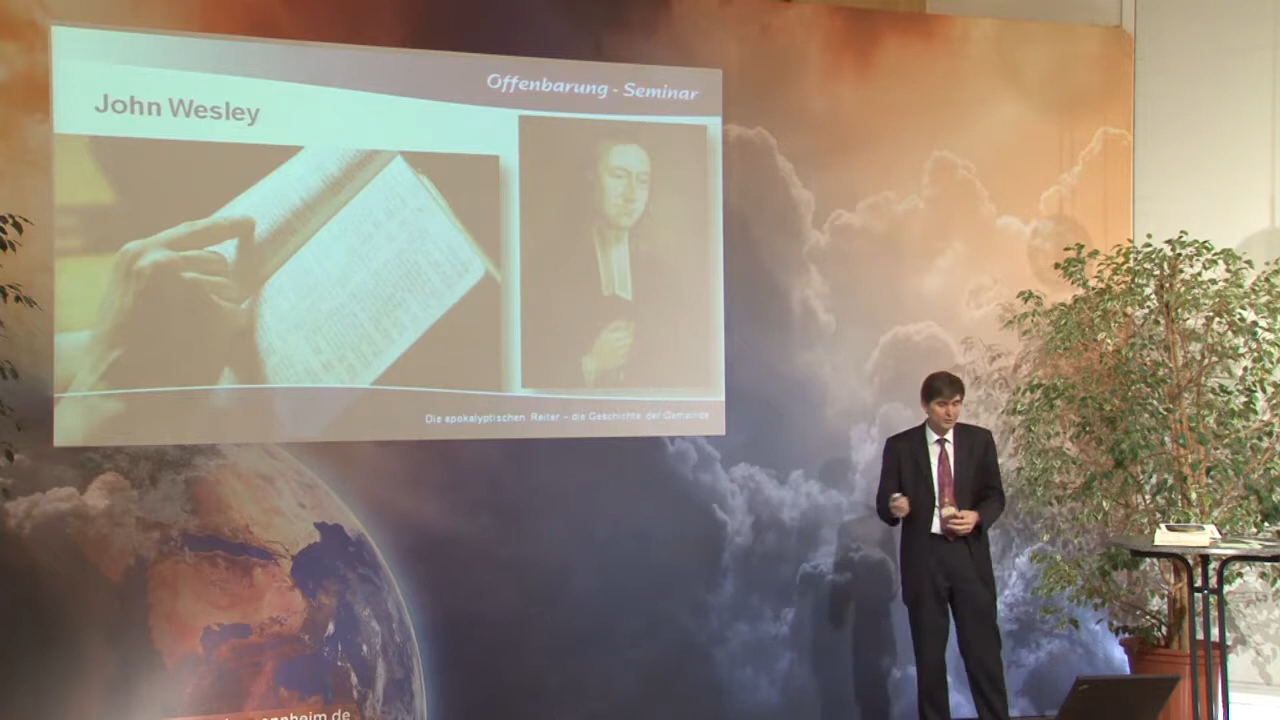 Offenbarung - Seminar
John Wesley
Die apokalyptischen Reiter – die Geschichte der Gemeinde